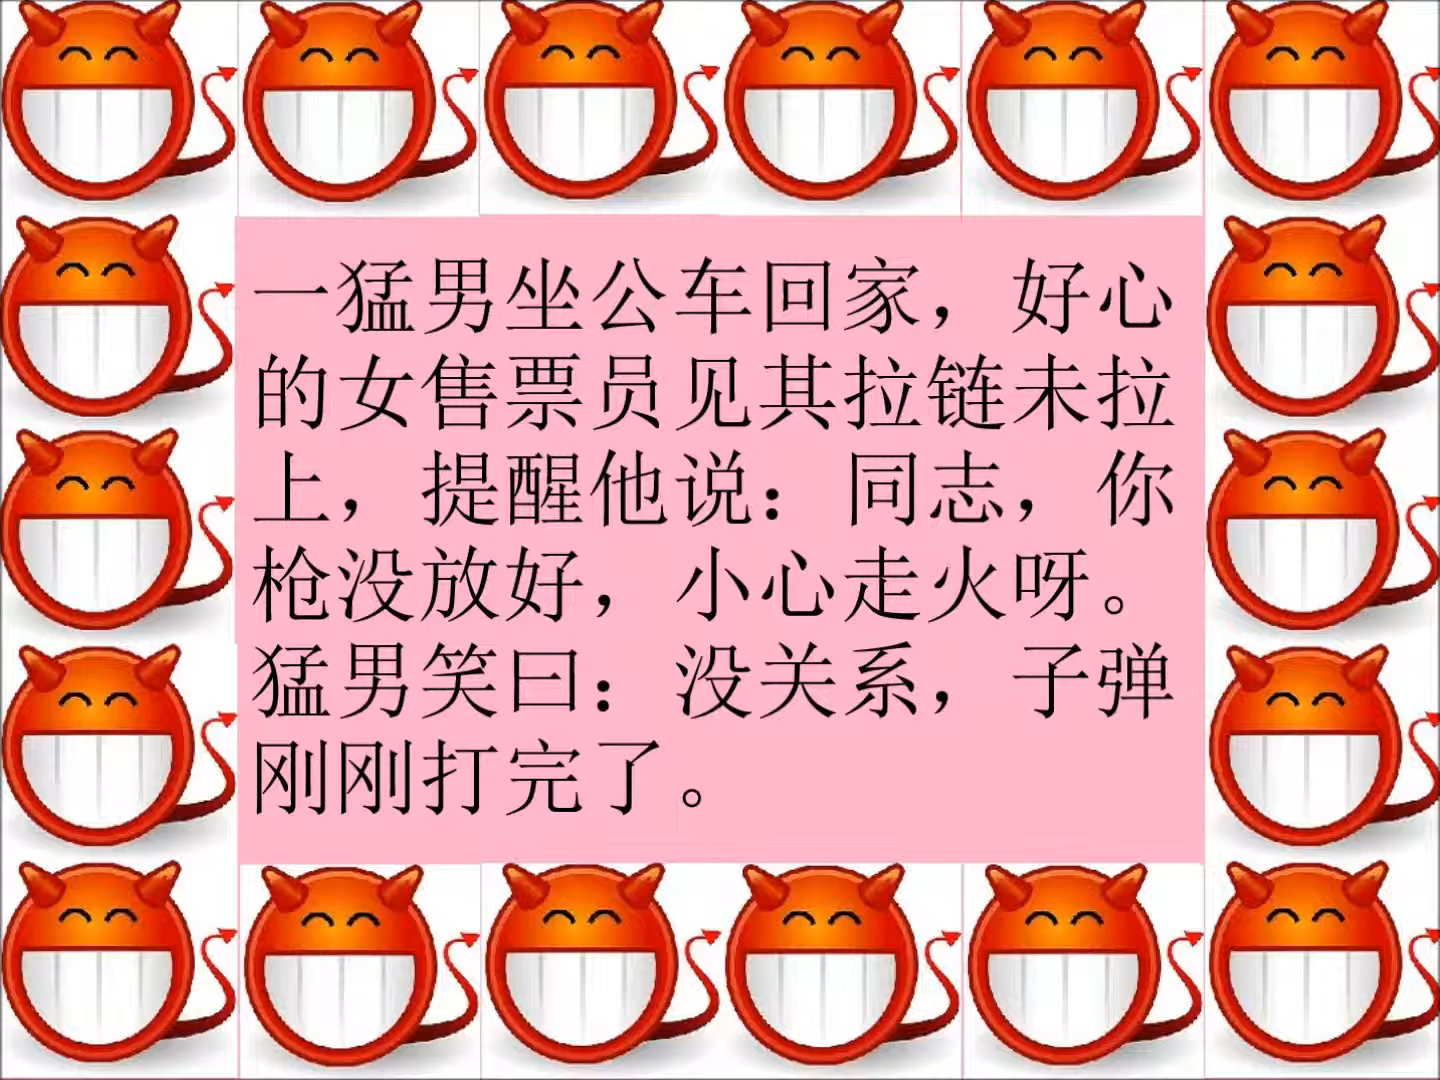 一猛男坐公车回家，好心
的女售票员见其拉链未拉
上，提醒他说：同志，你
枪没放好，小心走火呀。
猛男笑曰：没关系，子弹
刚刚打完了。